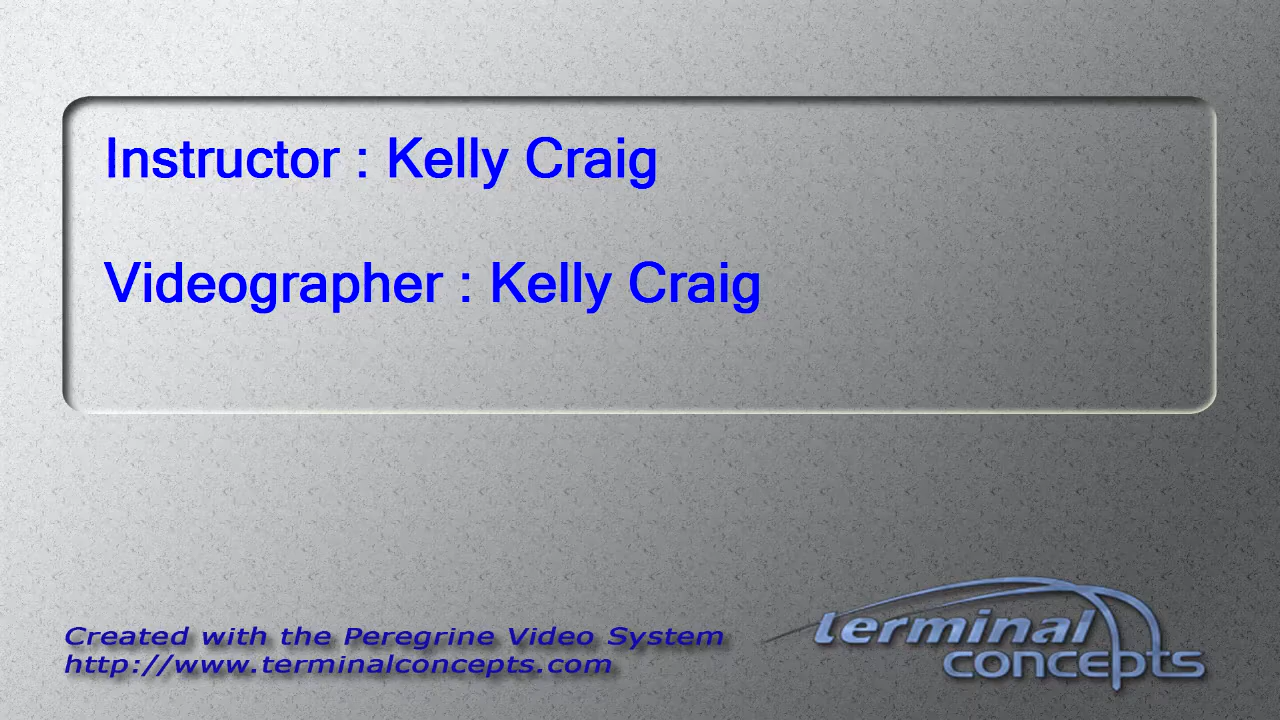 Instructor : Kelly Craig
Videographer : Kelly Craig
Created with the Peregrine Video System
http://www.terminalconcepts.com
terminal
concepts